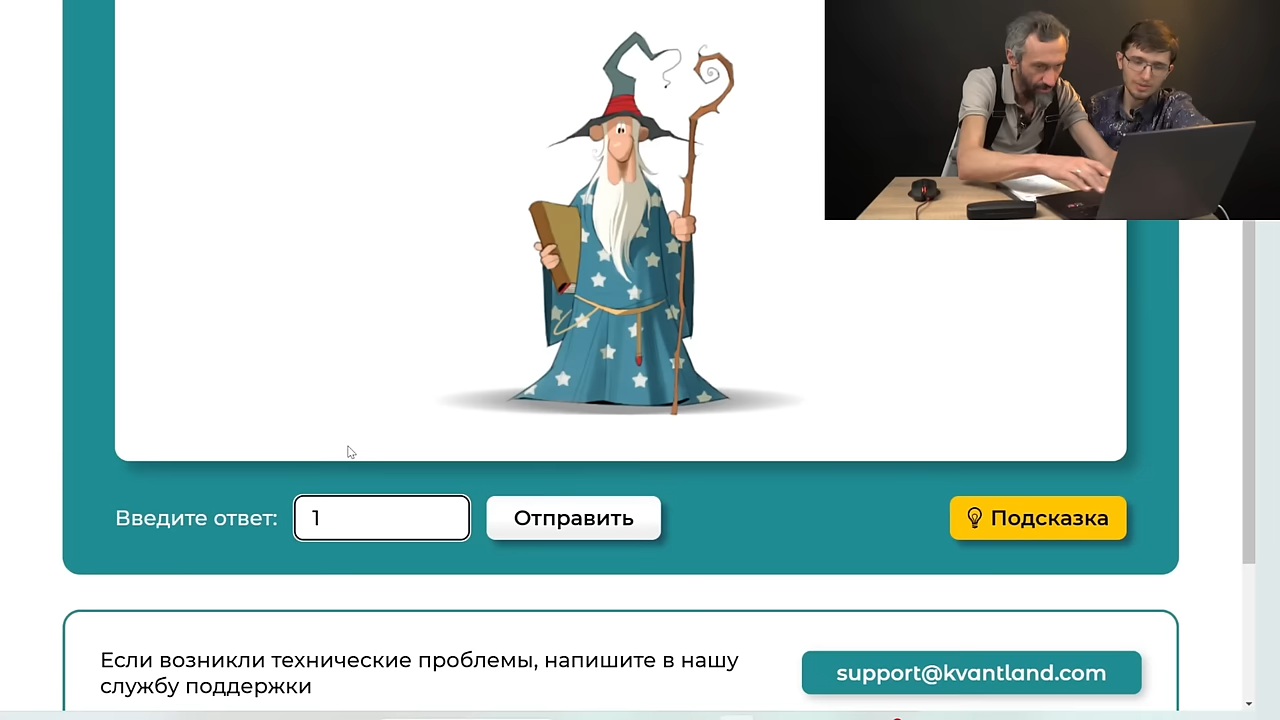 Введите ответ:
1
Отправить
Подсказка
Если возникли технические проблемы, напишите в нашу
службу поддержки
support@kvantland.com